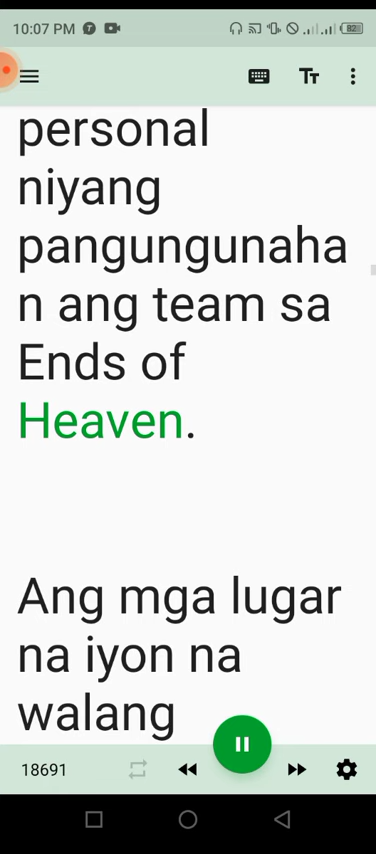 10:07 PM
82
personal
niyang
pangungunaha
n ang team sa
Ends of
Heaven.
Ang mga lugar
na iyon na
walang
18691